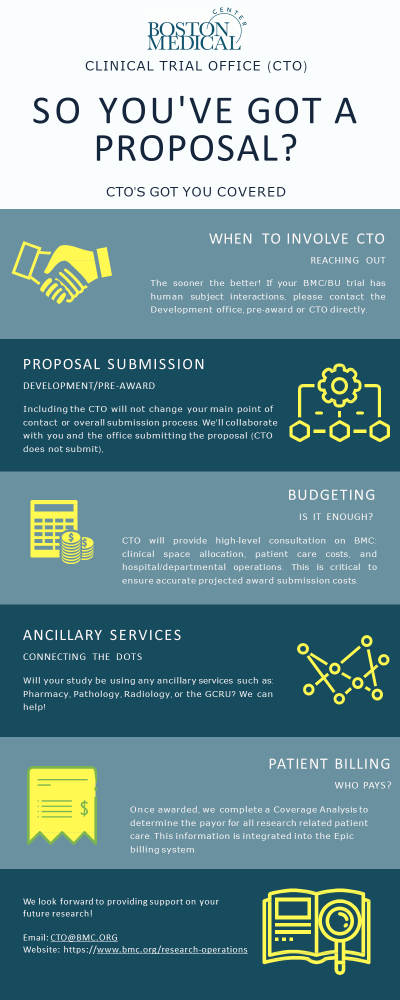 CENTER
BOSTON
MEDICAL
CLINICAL TRIAL OFFICE (CTO)
SO YOU'VE GOT A
PROPOSAL?
CTO'S GOT YOU COVERED
WHEN TO INVOLVE CTO
REACHING OUT
The sooner the better! If your BMC/BU trial has
human subject interactions, please contact the
Development office, pre-award or CTO directly.
PROPOSAL SUBMISSION
DEVELOPMENT/PRE-AWARD
Including the CTO will not change your main point of
contact or overall submission process. We'll collaborate
with you and the office submitting the proposal (CTO
does not submit),
BUDGETING
IS IT ENOUGH?
CTO will provide high-level consultation on BMC:
clinical space allocation, patient care costs, and
hospital/departmental operations. This is critical to
ensure accurate projected award submission costs.
ANCILLARY SERVICES
CONNECTING THE DOTS
Will your study be using any ancillary services such as:
Pharmacy, Pathology, Radiology, or the GCRU? We can
help!
PATIENT BILLING
WHO PAYS?
Once awarded, we complete a Coverage Analysis to
determine the payor for all research related patient
care. This information is integrated into the Epic
billing system.
We look forward to providing support on your
future research!
Email: CTO@BMC.ORG
Website: https://www.bmc.org/research-operations